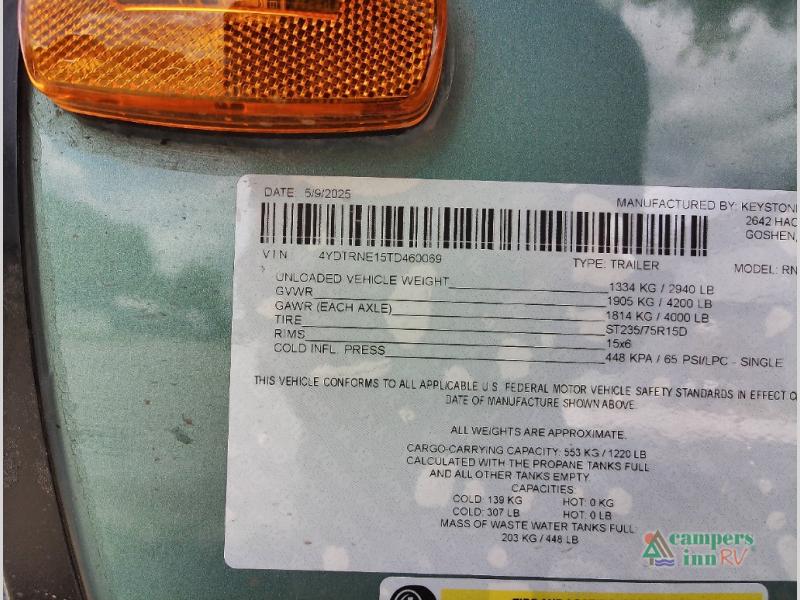 DATE: 5/9/2025
MANUFACTURED BY: KEYSTON
2642 HAC
GOSHEN,
VIN 4YDTRNE15TD460069 TYPE: TRAILER MODEL: RN
UNLOADED VEHICLE WEIGHT 1334 KG / 2940 LB
GVWR 1905 KG / 4200 LB
GAWR (EACH AXLE) 1814 KG / 4000 LB
TIRE ST235/75R15D
RIMS 15x6
COLD INFL. PRESS 448 KPA / 65 PSI/LPC - SINGLE
THIS VEHICLE CONFORMS TO ALL APPLICABLE U.S. FEDERAL MOTOR VEHICLE SAFETY STANDARDS IN EFFECT O
DATE OF MANUFACTURE SHOWN ABOVE.
ALL WEIGHTS ARE APPROXIMATE.
CARGO-CARRYING CAPACITY: 553 KG / 1220 LB
CALCULATED WITH THE PROPANE TANKS FULL
AND ALL OTHER TANKS EMPTY
CAPACITIES
COLD: 139 KG HOT: 0 KG
COLD: 307 LB HOT: 0 LB
MASS OF WASTE WATER TANKS FULL:
203 KG / 448 LB
campers
inn RV